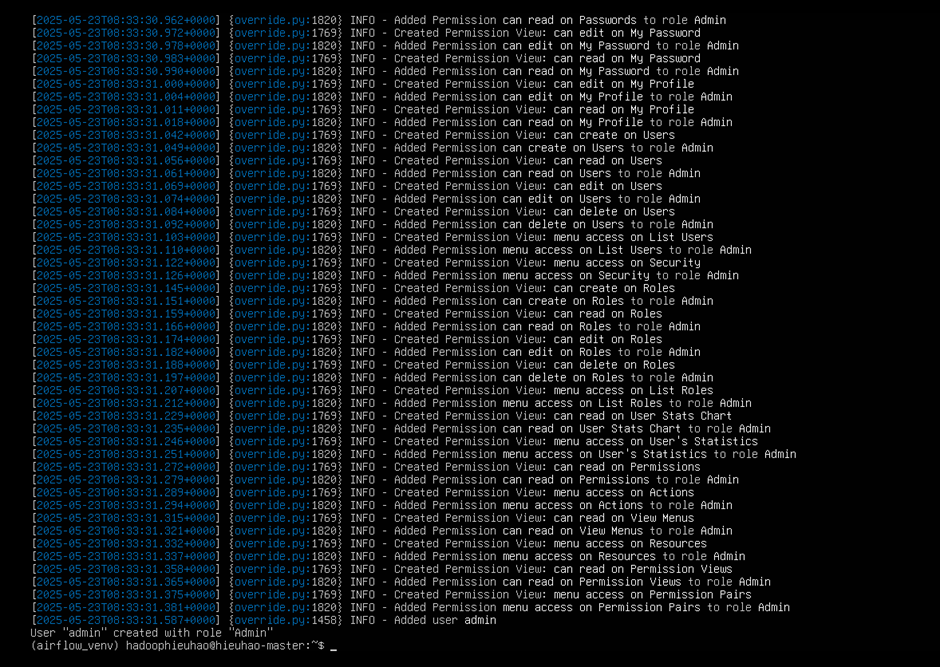 [2025-05-23T08:33:30.962+0000] {override.py:1820} INFO - Added Permission can read on Passwords to role Admin
[2025-05-23T08:33:30.972+0000] {override.py:1769} INFO - Created Permission View: can edit on My Password
[2025-05-23T08:33:30.978+0000] {override.py:1820} INFO - Added Permission can edit on My Password to role Admin
[2025-05-23T08:33:30.983+0000] {override.py:1769} INFO - Created Permission View: can read on My Password
[2025-05-23T08:33:30.990+0000] {override.py:1820} INFO - Added Permission can read on My Password to role Admin
[2025-05-23T08:33:31.000+0000] {override.py:1769} INFO - Created Permission View: can edit on My Profile
[2025-05-23T08:33:31.004+0000] {override.py:1820} INFO - Added Permission can edit on My Profile to role Admin
[2025-05-23T08:33:31.011+0000] {override.py:1769} INFO - Created Permission View: can read on My Profile
[2025-05-23T08:33:31.018+0000] {override.py:1820} INFO - Added Permission can read on My Profile to role Admin
[2025-05-23T08:33:31.042+0000] {override.py:1769} INFO - Created Permission View: can create on Users
[2025-05-23T08:33:31.049+0000] {override.py:1820} INFO - Added Permission can create on Users to role Admin
[2025-05-23T08:33:31.056+0000] {override.py:1769} INFO - Created Permission View: can read on Users
[2025-05-23T08:33:31.061+0000] {override.py:1820} INFO - Added Permission can read on Users to role Admin
[2025-05-23T08:33:31.069+0000] {override.py:1769} INFO - Created Permission View: can edit on Users
[2025-05-23T08:33:31.074+0000] {override.py:1820} INFO - Added Permission can edit on Users to role Admin
[2025-05-23T08:33:31.084+0000] {override.py:1769} INFO - Created Permission View: can delete on Users
[2025-05-23T08:33:31.092+0000] {override.py:1820} INFO - Added Permission can delete on Users to role Admin
[2025-05-23T08:33:31.103+0000] {override.py:1769} INFO - Created Permission View: menu access on List Users
[2025-05-23T08:33:31.110+0000] {override.py:1820} INFO - Added Permission menu access on List Users to role Admin
[2025-05-23T08:33:31.122+0000] {override.py:1769} INFO - Created Permission View: menu access on Security
[2025-05-23T08:33:31.126+0000] {override.py:1820} INFO - Added Permission menu access on Security to role Admin
[2025-05-23T08:33:31.145+0000] {override.py:1769} INFO - Created Permission View: can create on Roles
[2025-05-23T08:33:31.151+0000] {override.py:1820} INFO - Added Permission can create on Roles to role Admin
[2025-05-23T08:33:31.159+0000] {override.py:1769} INFO - Created Permission View: can read on Roles
[2025-05-23T08:33:31.166+0000] {override.py:1820} INFO - Added Permission can read on Roles to role Admin
[2025-05-23T08:33:31.174+0000] {override.py:1769} INFO - Created Permission View: can edit on Roles
[2025-05-23T08:33:31.182+0000] {override.py:1820} INFO - Added Permission can edit on Roles to role Admin
[2025-05-23T08:33:31.188+0000] {override.py:1769} INFO - Created Permission View: can delete on Roles
[2025-05-23T08:33:31.197+0000] {override.py:1820} INFO - Added Permission can delete on Roles to role Admin
[2025-05-23T08:33:31.207+0000] {override.py:1769} INFO - Created Permission View: menu access on List Roles
[2025-05-23T08:33:31.212+0000] {override.py:1820} INFO - Added Permission menu access on List Roles to role Admin
[2025-05-23T08:33:31.229+0000] {override.py:1769} INFO - Created Permission View: can read on User Stats Chart
[2025-05-23T08:33:31.235+0000] {override.py:1820} INFO - Added Permission can read on User Stats Chart to role Admin
[2025-05-23T08:33:31.246+0000] {override.py:1769} INFO - Created Permission View: menu access on User's Statistics
[2025-05-23T08:33:31.251+0000] {override.py:1820} INFO - Added Permission menu access on User's Statistics to role Admin
[2025-05-23T08:33:31.272+0000] {override.py:1769} INFO - Created Permission View: can read on Permissions
[2025-05-23T08:33:31.279+0000] {override.py:1820} INFO - Added Permission can read on Permissions to role Admin
[2025-05-23T08:33:31.289+0000] {override.py:1769} INFO - Created Permission View: menu access on Actions
[2025-05-23T08:33:31.294+0000] {override.py:1820} INFO - Added Permission menu access on Actions to role Admin
[2025-05-23T08:33:31.315+0000] {override.py:1769} INFO - Created Permission View: can read on View Menus
[2025-05-23T08:33:31.321+0000] {override.py:1820} INFO - Added Permission can read on View Menus to role Admin
[2025-05-23T08:33:31.332+0000] {override.py:1769} INFO - Created Permission View: menu access on Resources
[2025-05-23T08:33:31.337+0000] {override.py:1820} INFO - Added Permission menu access on Resources to role Admin
[2025-05-23T08:33:31.358+0000] {override.py:1769} INFO - Created Permission View: can read on Permission Views
[2025-05-23T08:33:31.365+0000] {override.py:1820} INFO - Added Permission can read on Permission Views to role Admin
[2025-05-23T08:33:31.375+0000] {override.py:1769} INFO - Created Permission View: menu access on Permission Pairs
[2025-05-23T08:33:31.381+0000] {override.py:1820} INFO - Added Permission menu access on Permission Pairs to role Admin
[2025-05-23T08:33:31.587+0000] {override.py:1458} INFO - Added user admin
User "admin" created with role "Admin"
(airflow_venv) hadoophieuhao@hieuhao-master:~$ _